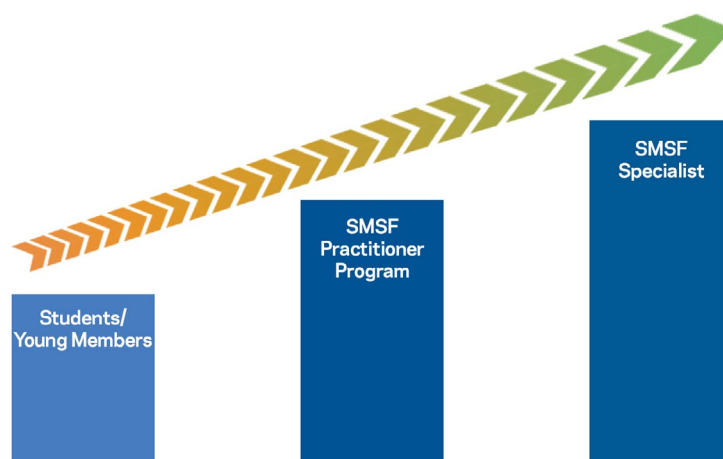 Students/
Young Members
SMSF
Practitioner
Program
SMSF
Specialist